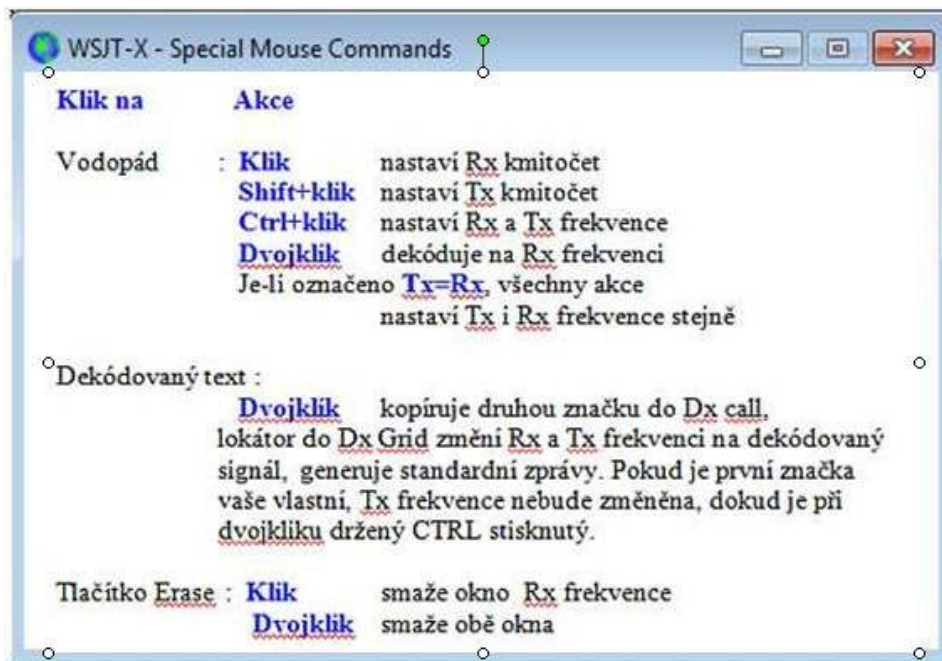 WSJT-X - Special Mouse Commands
Klik na Akce
Vodopád : Klik nastaví Rx kmitočet
Shift+klik nastaví Tx kmitočet
Ctrl+klik nastaví Rx a Tx frekvence
Dvojklik dekóduje na Rx frekvenci
Je-li označeno Tx=Rx, všechny akce
nastaví Tx i Rx frekvence stejně
Dekódovaný text :
Dvojklik kopíruje druhou značku do Dx call,
lokátor do Dx Grid změní Rx a Tx frekvenci na dekódovaný
signál, generuje standardní zprávy. Pokud je první značka
vaše vlastní, Tx frekvence nebude změněna, dokud je při
dvojkliku držený CTRL stisknutý.
Tlačítko Erase : Klik smaže okno Rx frekvence
Dvojklik smaže obě okna